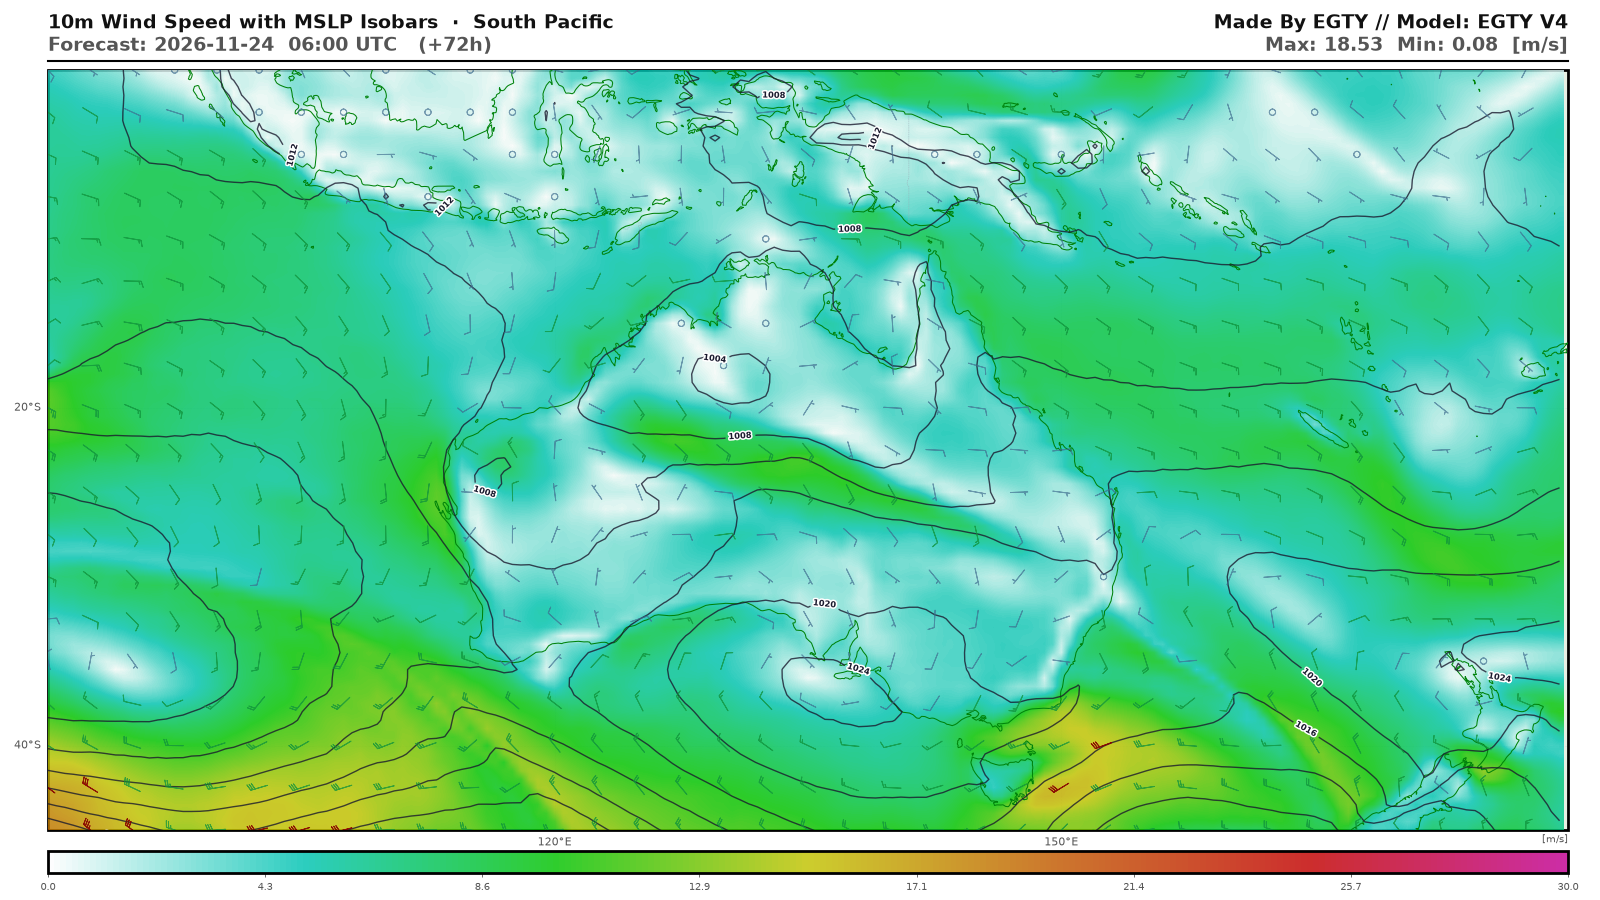 10m Wind Speed with MSLP Isobars · South Pacific
Made By EGTY // Model: EGTY V4
Forecast: 2026-11-24 06:00 UTC (+72h)
Max: 18.53 Min: 0.08 [m/s]
1008
1012
1012
1012
1008
1004
1008
1008
1020
1024
1020
1024
1016
20°S
40°S
120°E
150°E
[m/s]
0.0
4.3
8.6
12.9
17.1
21.4
25.7
30.0